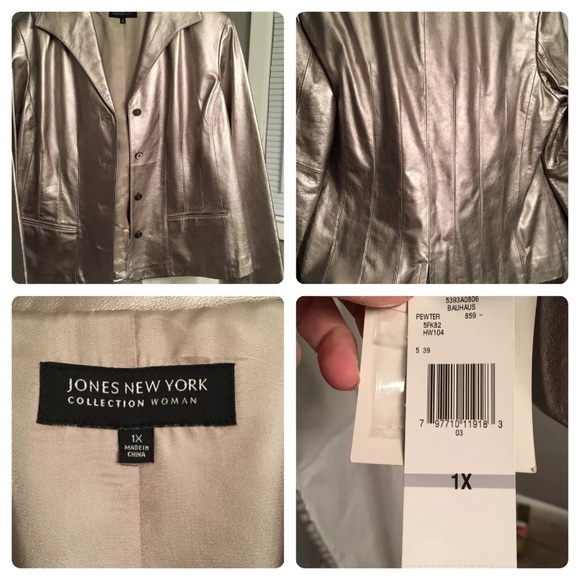 JONES NEW YORK
COLLECTION WOMAN
1X
MADE IN
CHINA
5393A0806
BAUHAUS
PEWTER 859 -
5FK82
HW104
5 39
7 97710 11918 3
03
1X